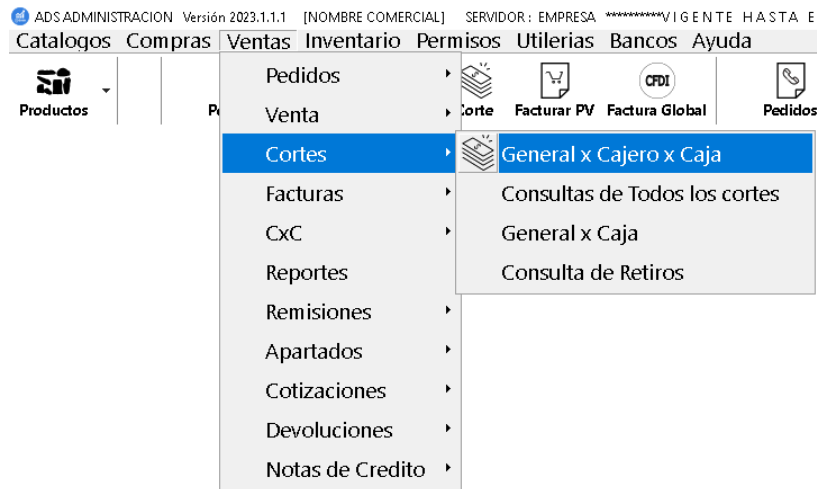 ADS ADMINISTRACION Versión 2023.1.1.1 [NOMBRE COMERCIAL] SERVIDOR: EMPRESA **********VIGENTE HASTA E
Catalogos Compras Ventas Inventario Permisos Utilerias Bancos Ayuda
CFDI
Productos Corte Facturar PV Factura Global Pedidos
Pedidos
Venta
Cortes
General x Cajero x Caja
Facturas
Consultas de Todos los cortes
CxC
General x Caja
Reportes
Consulta de Retiros
Remisiones
Apartados
Cotizaciones
Devoluciones
Notas de Credito